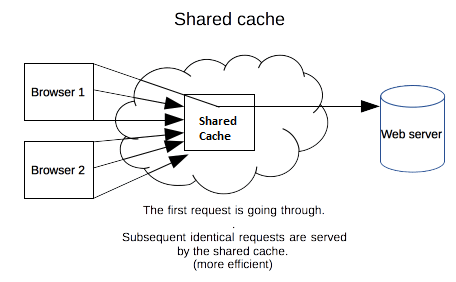 Shared cache
Browser 1
Shared
Cache
Web server
Browser 2
The first request is going through.
.
Subsequent identical requests are served
by the shared cache.
(more efficient)